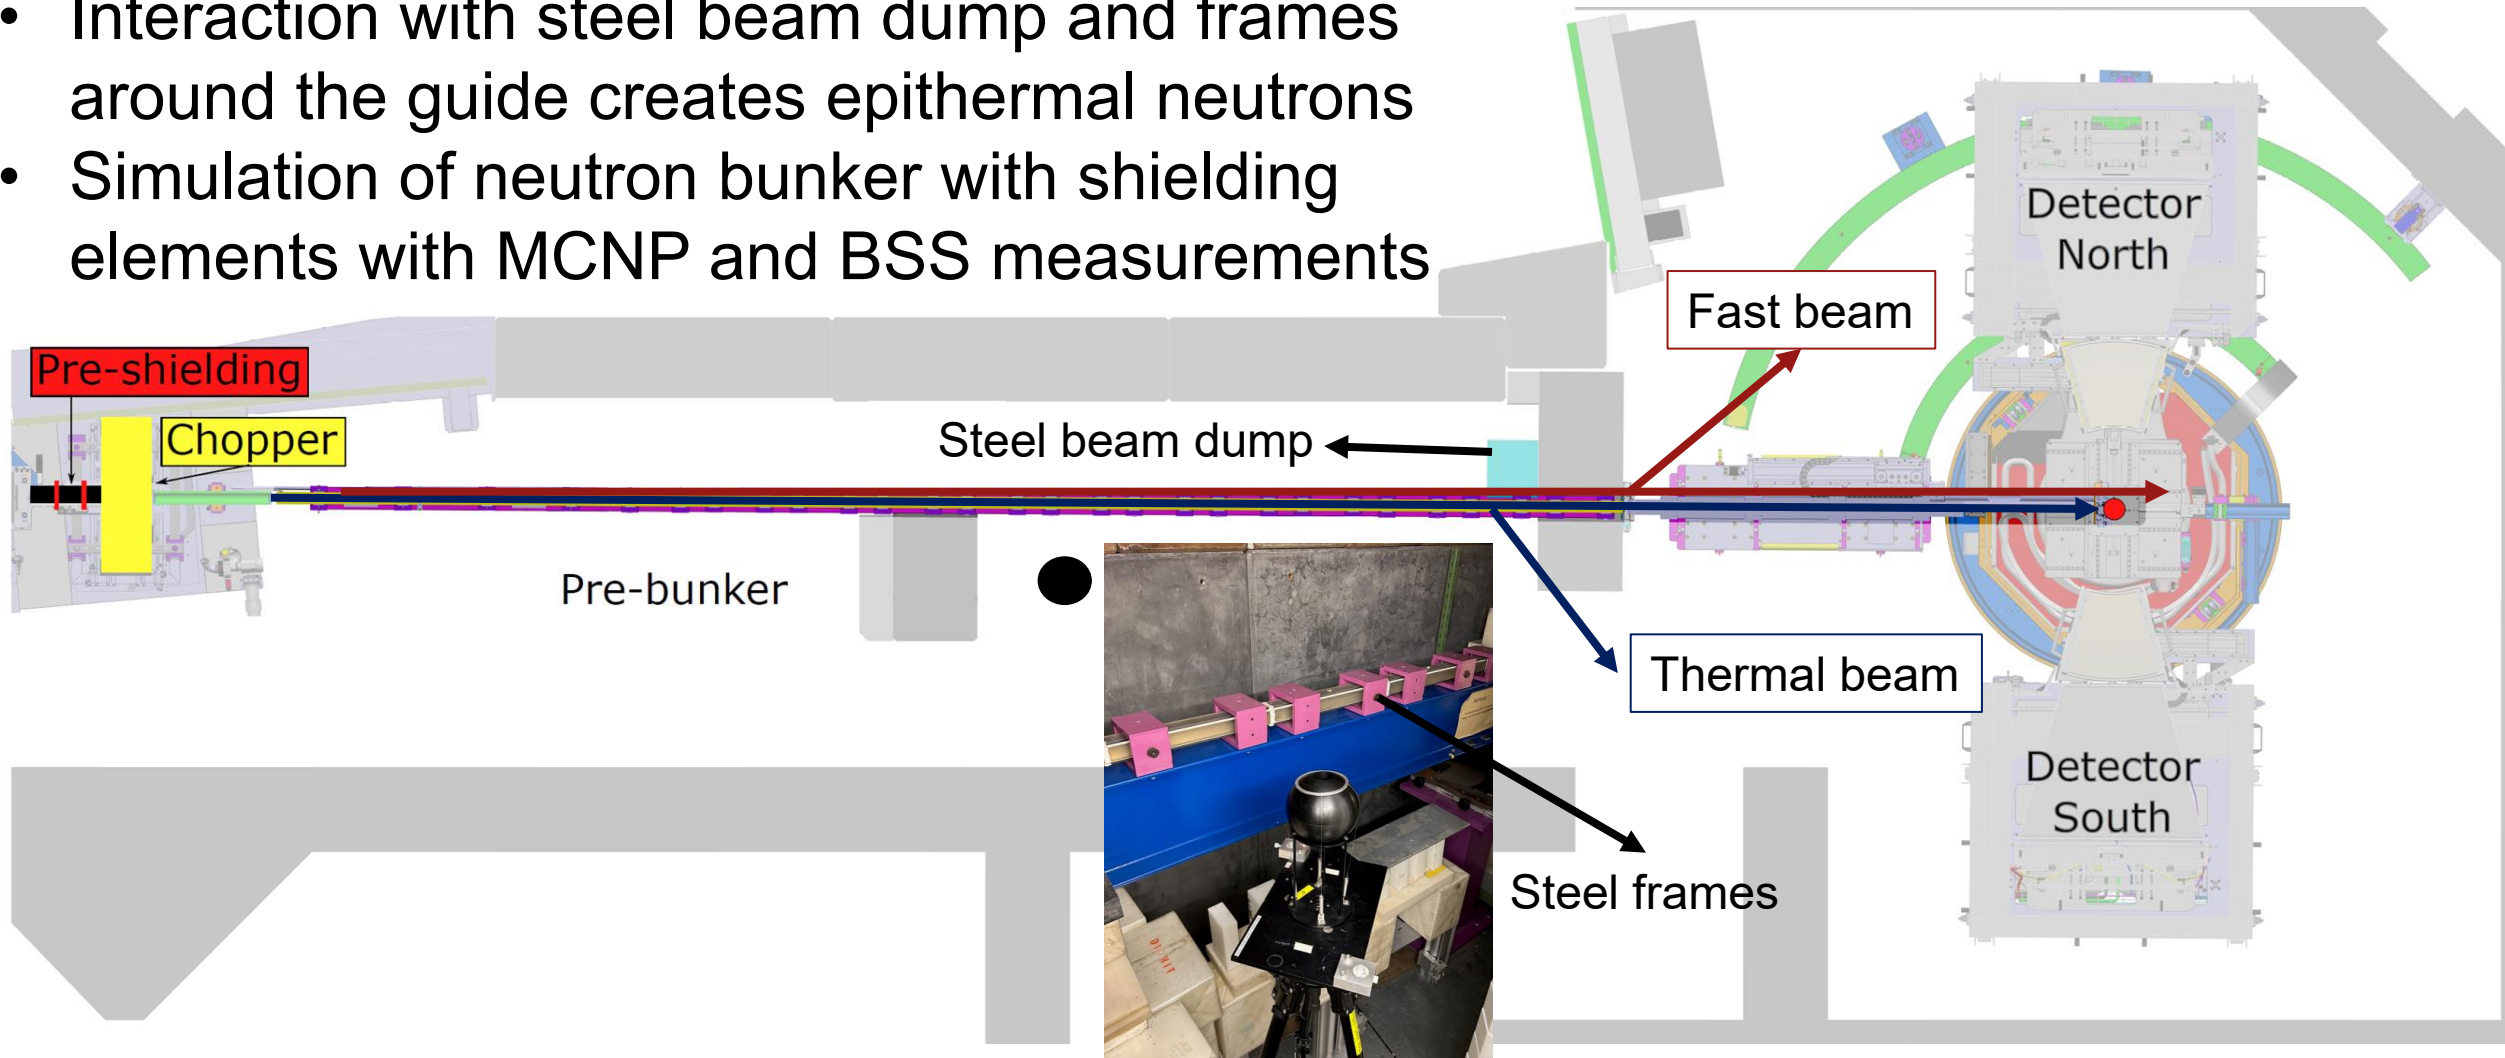 • Interaction with steel beam dump and frames
around the guide creates epithermal neutrons
• Simulation of neutron bunker with shielding
elements with MCNP and BSS measurements
Detector
North
Fast beam
Pre-shielding
Chopper
Steel beam dump
Pre-bunker
Thermal beam
Detector
South
Steel frames